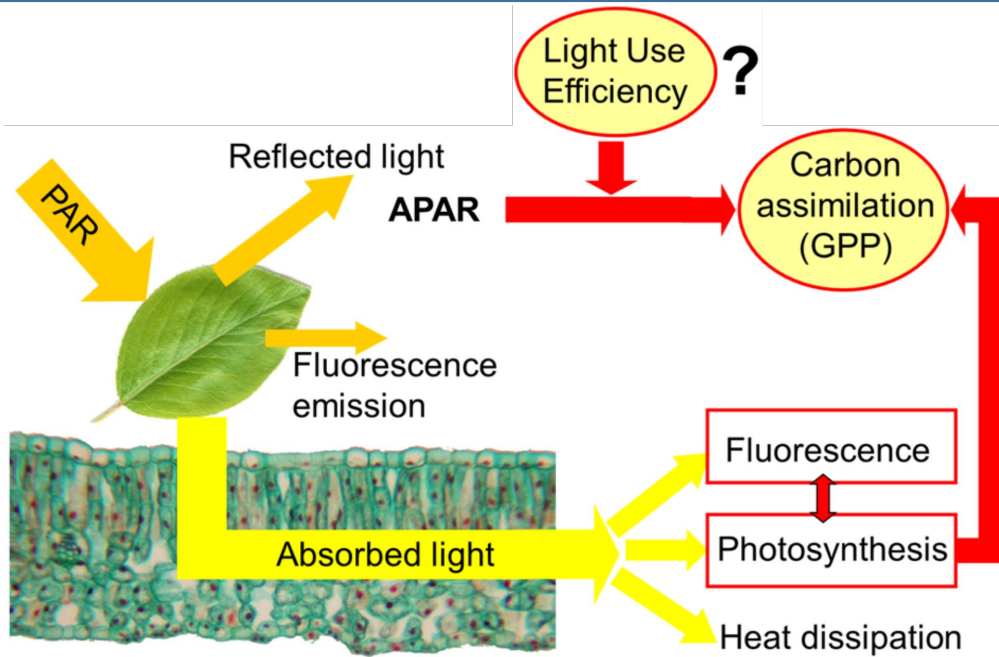 Light Use
Efficiency
?
Reflected light
PAR
APAR
Carbon
assimilation
(GPP)
Fluorescence
emission
Fluorescence
Absorbed light
Photosynthesis
Heat dissipation